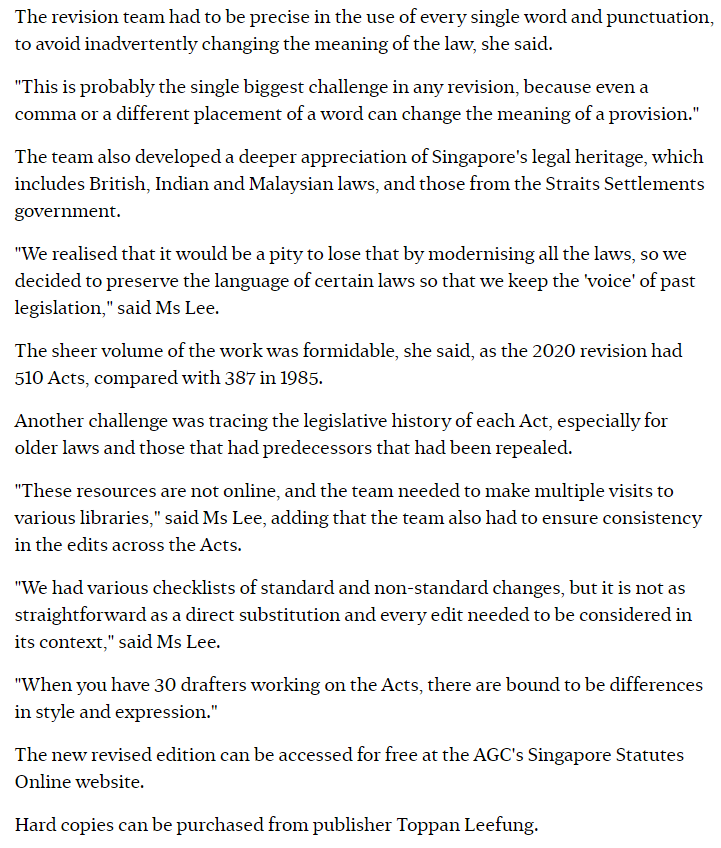 The revision team had to be precise in the use of every single word and punctuation,
to avoid inadvertently changing the meaning of the law, she said.
"This is probably the single biggest challenge in any revision, because even a
comma or a different placement of a word can change the meaning of a provision."
The team also developed a deeper appreciation of Singapore's legal heritage, which
includes British, Indian and Malaysian laws, and those from the Straits Settlements
government.
"We realised that it would be a pity to lose that by modernising all the laws, so we
decided to preserve the language of certain laws so that we keep the 'voice' of past
legislation," said Ms Lee.
The sheer volume of the work was formidable, she said, as the 2020 revision had
510 Acts, compared with 387 in 1985.
Another challenge was tracing the legislative history of each Act, especially for
older laws and those that had predecessors that had been repealed.
"These resources are not online, and the team needed to make multiple visits to
various libraries," said Ms Lee, adding that the team also had to ensure consistency
in the edits across the Acts.
"We had various checklists of standard and non-standard changes, but it is not as
straightforward as a direct substitution and every edit needed to be considered in
its context," said Ms Lee.
"When you have 30 drafters working on the Acts, there are bound to be differences
in style and expression."
The new revised edition can be accessed for free at the AGC's Singapore Statutes
Online website.
Hard copies can be purchased from publisher Toppan Leefung.